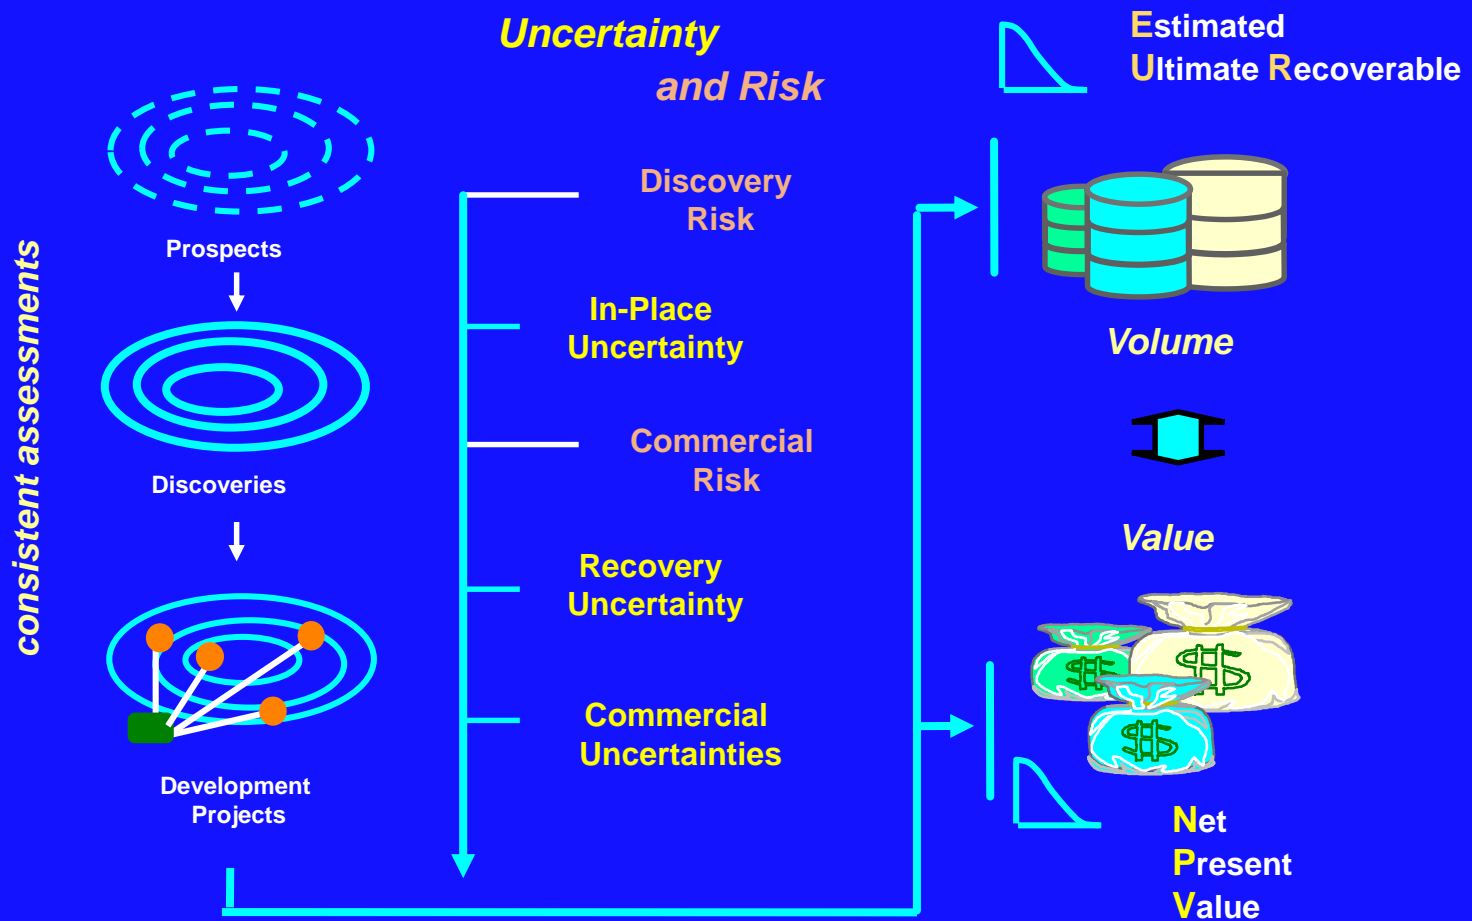 Uncertainty
and Risk
Estimated
Ultimate Recoverable
consistent assessments
Prospects
Discoveries
Development
Projects
Discovery
Risk
In-Place
Uncertainty
Commercial
Risk
Recovery
Uncertainty
Commercial
Uncertainties
Volume
Value
$
$
$
Net
Present
Value